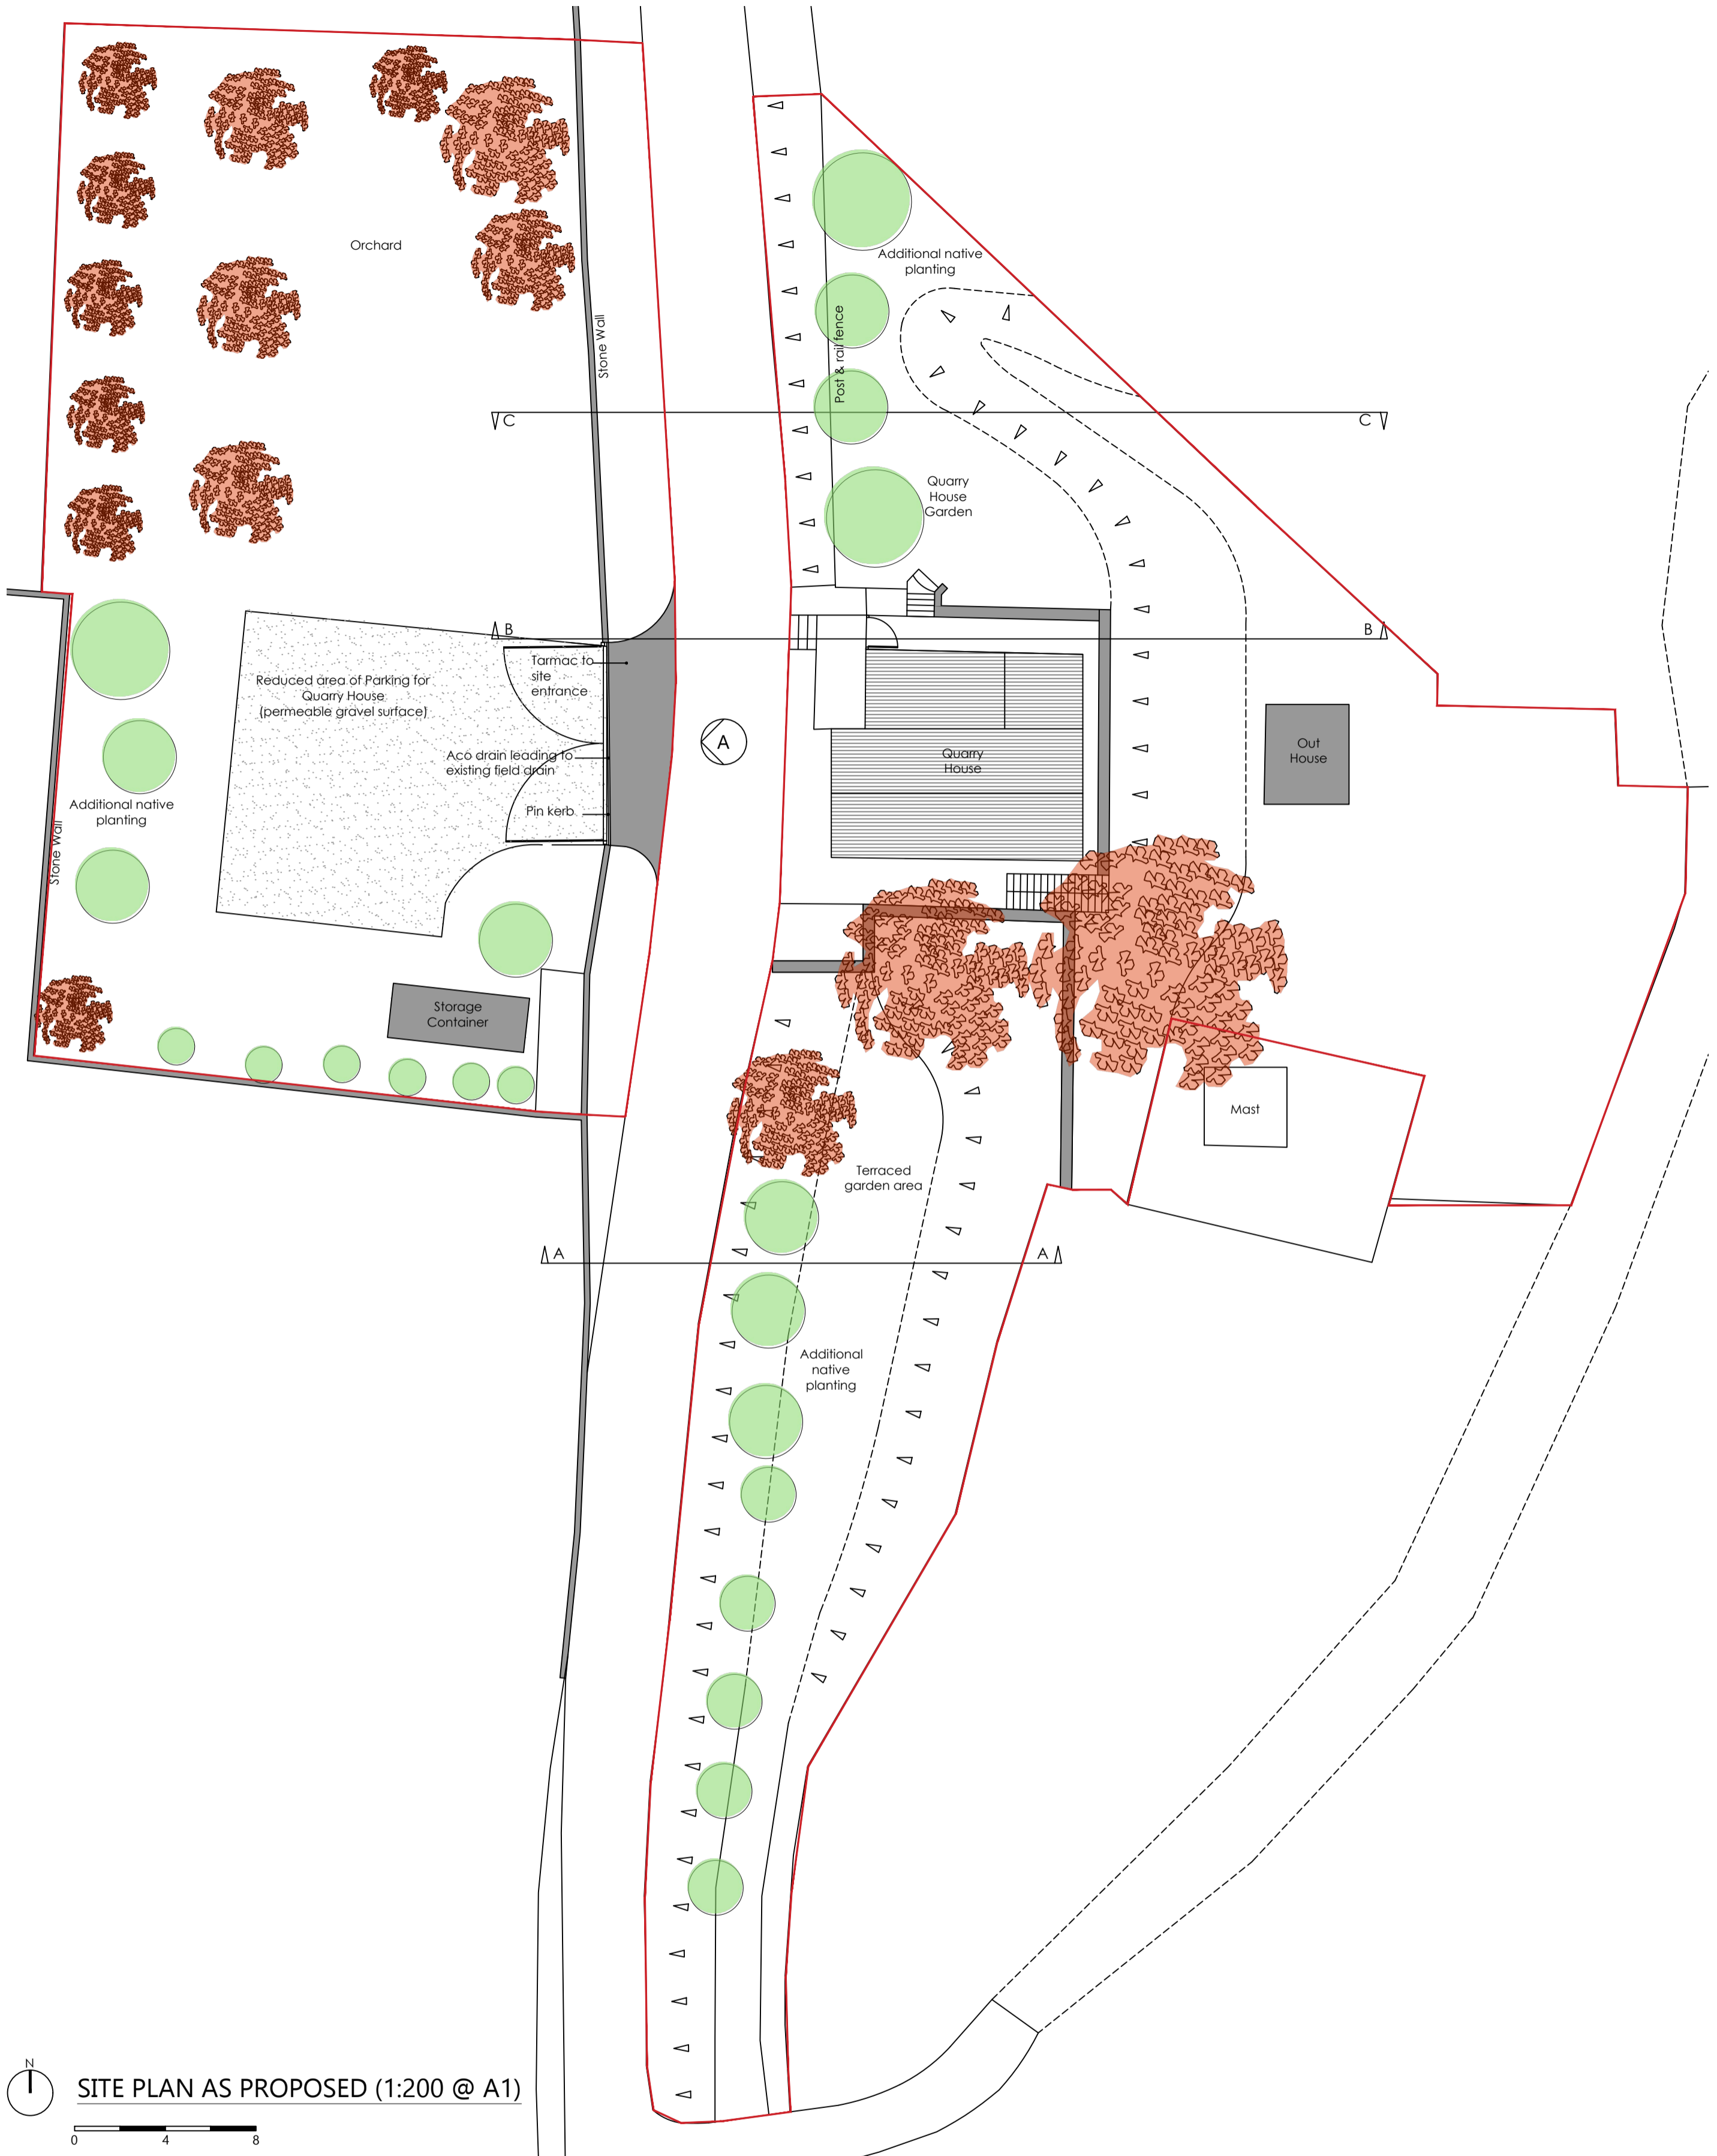 Orchard
Additional native
planting
Stone Wall
Post & rail fence
C
C
Quarry
House
Garden
B
B
Tarmac to
site
entrance
Reduced area of Parking for
Quarry House
(permeable gravel surface)
A
Out
House
Quarry
House
Aco drain leading to
existing field drain
Pin kerb
Additional native
planting
Stone Wall
Storage
Container
Mast
Terraced
garden area
A
A
Additional
native
planting
N
SITE PLAN AS PROPOSED (1:200 @ A1)
0 4 8